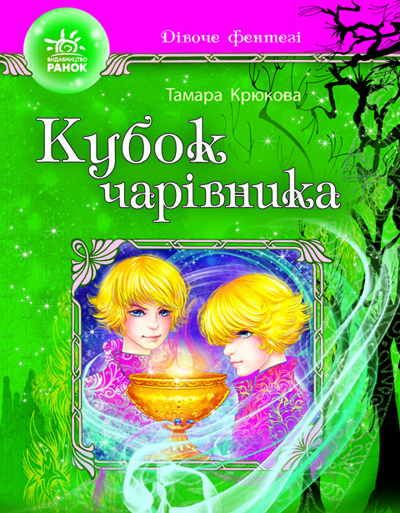 ВИДАВНИЦТВО
РАНОК
Дівоче фентезі
Тамара Крюкова
Кубок
чарівника